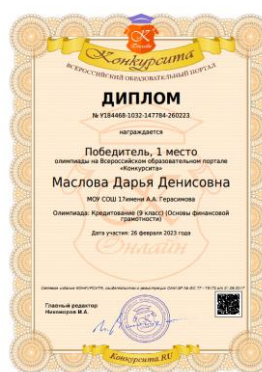 Конкурсита
ВСЕРОССИЙСКИЙ ОБРАЗОВАТЕЛЬНЫЙ ПОРТАЛ
ДИПЛОМ
№ Y184468-1032-147784-260223
награждается
Победитель, 1 место
олимпиады на Всероссийском образовательном портале
«Конкурсита»
Маслова Дарья Денисовна
МОУ СОШ 17имени А.А. Герасимова
Олимпиада: Кредитование (9 класс) (Основы финансовой
грамотности)
Дата участия: 26 февраля 2023 года
Онлайн
Главный редактор
Никифоров И.А.
Конкурсита.RU